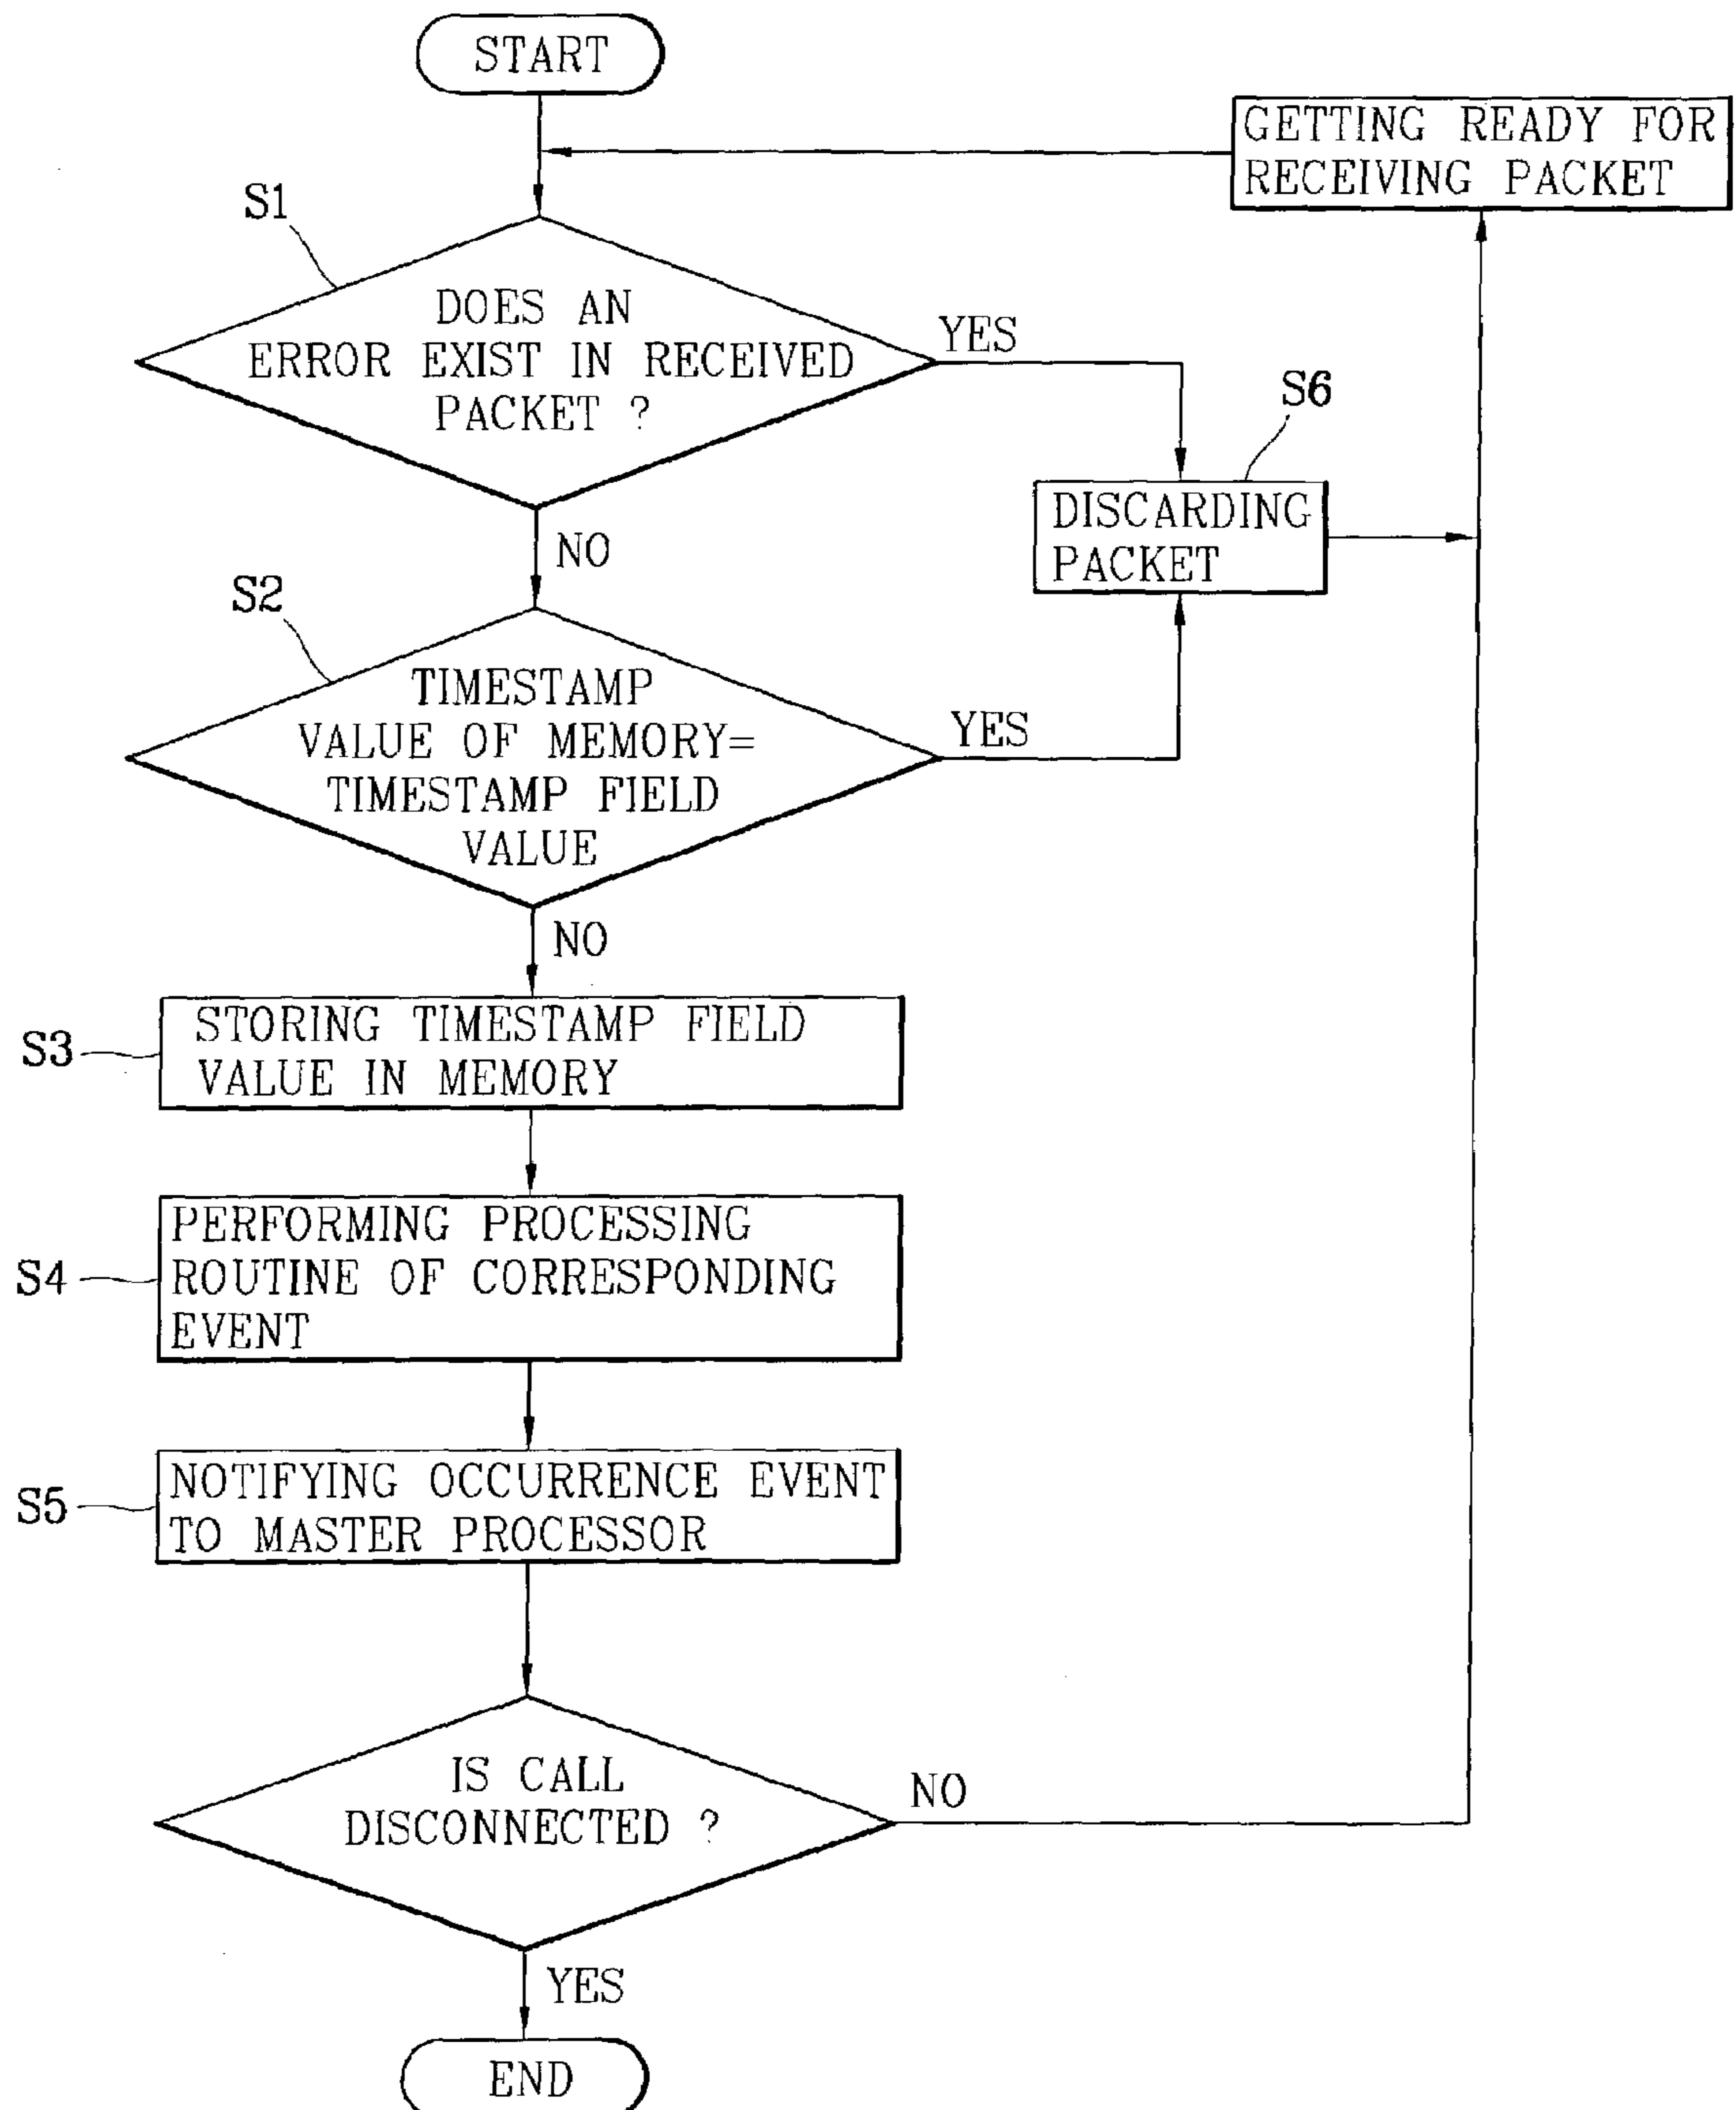 START
GETTING READY FOR
RECEIVING PACKET
S1
DOES AN
ERROR EXIST IN RECEIVED
PACKET ?
YES
S6
DISCARDING
PACKET
NO
S2
TIMESTAMP
VALUE OF MEMORY=
TIMESTAMP FIELD
VALUE
YES
NO
S3
STORING TIMESTAMP FIELD
VALUE IN MEMORY
S4
PERFORMING PROCESSING
ROUTINE OF CORRESPONDING
EVENT
S5
NOTIFYING OCCURRENCE EVENT
TO MASTER PROCESSOR
IS CALL
DISCONNECTED ?
NO
YES
END